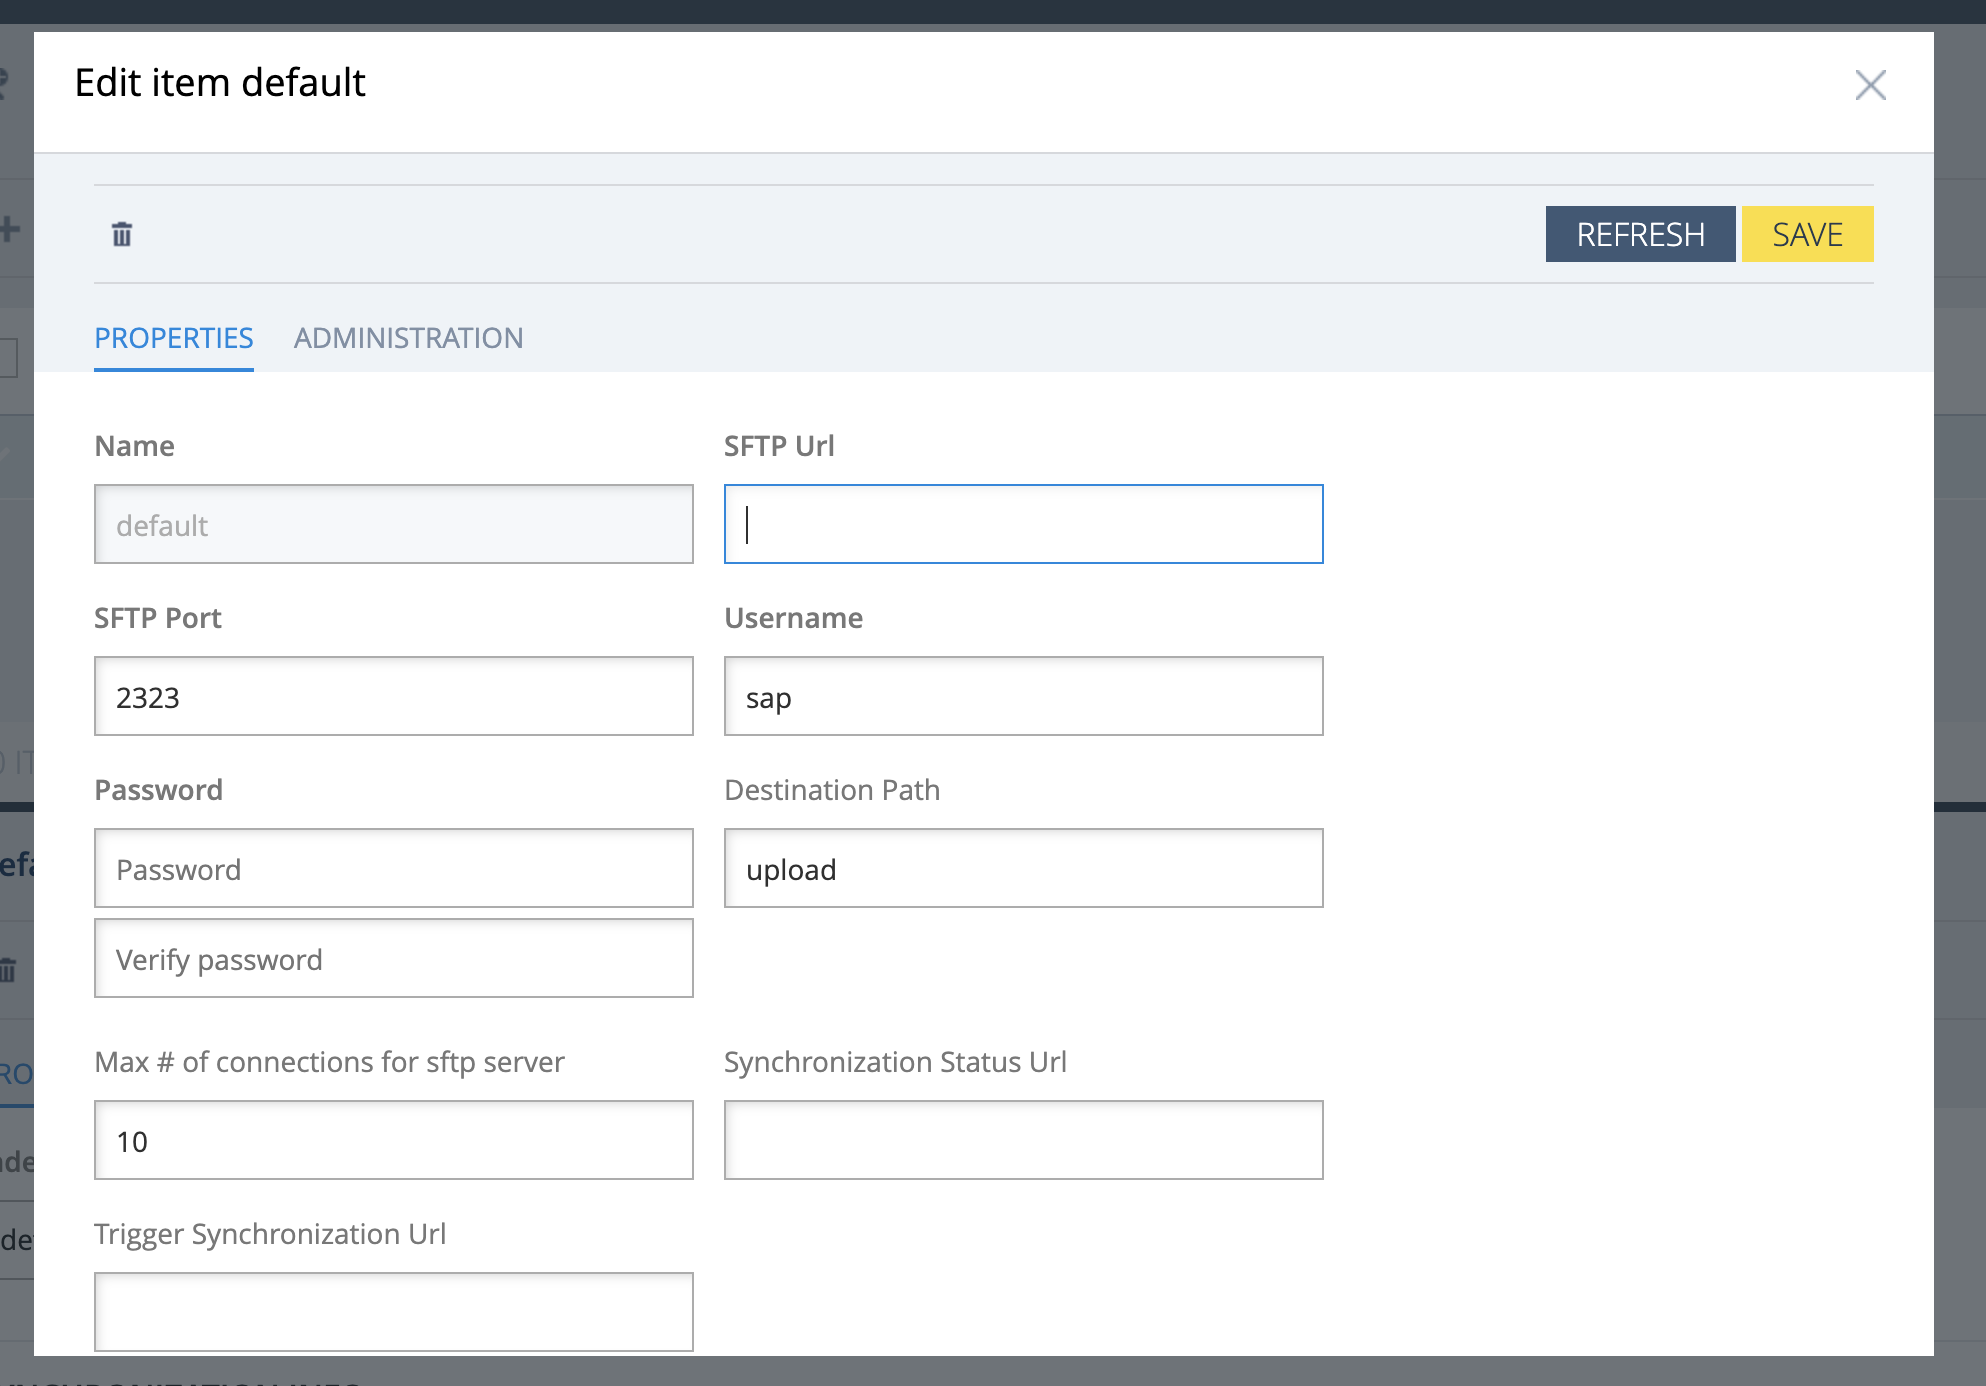 Edit item default
REFRESH SAVE
PROPERTIES ADMINISTRATION
Name SFTP Url
default
SFTP Port Username
2323 sap
Password Destination Path
Password upload
Verify password
Max # of connections for sftp server Synchronization Status Url
10
Trigger Synchronization Url